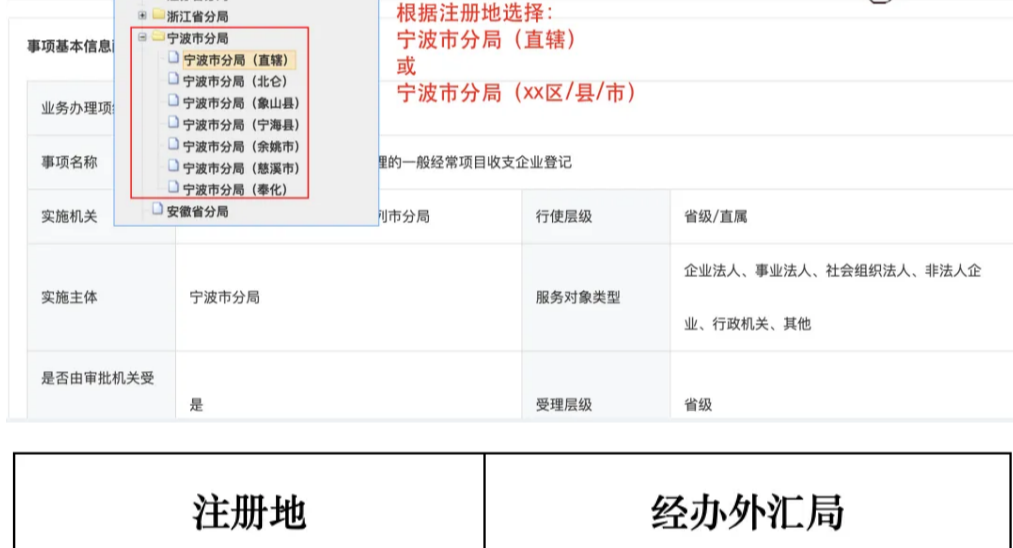 浙江省分局
宁波市分局
宁波市分局（直辖）
宁波市分局（北仑）
宁波市分局（象山县）
宁波市分局（宁海县）
宁波市分局（余姚市）
宁波市分局（慈溪市）
宁波市分局（奉化）
安徽省分局
根据注册地选择：
宁波市分局（直辖）
或
宁波市分局（xx区/县/市）
事项基本信息
业务办理项
事项名称
理的一般经常项目收支企业登记
实施机关
市分局
行使层级
省级/直属
实施主体
宁波市分局
服务对象类型
企业法人、事业法人、社会组织法人、非法人企
业、行政机关、其他
是否由审批机关受
是
受理层级
省级
注册地
经办外汇局